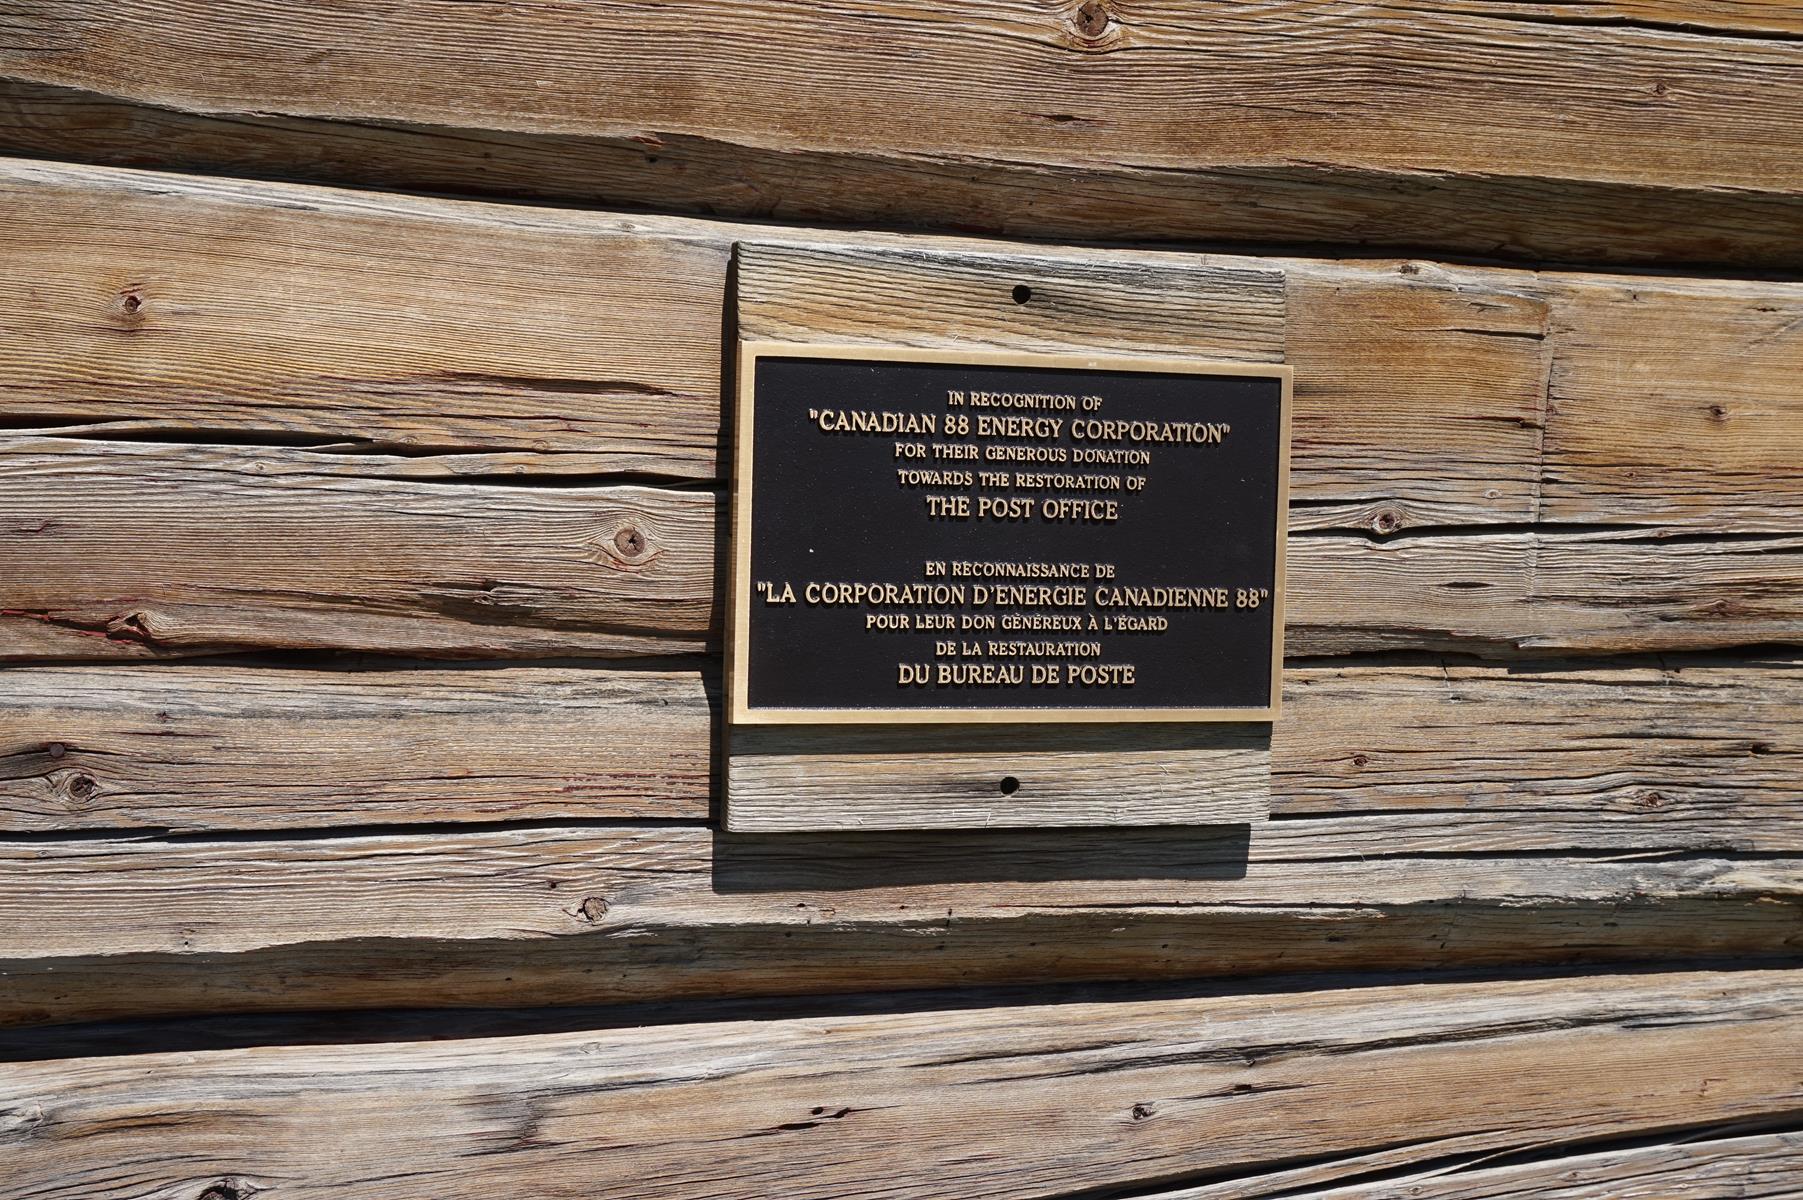 IN RECOGNITION OF
"CANADIAN 88 ENERGY CORPORATION"
FOR THEIR GENEROUS DONATION
TOWARDS THE RESTORATION OF
THE POST OFFICE
EN RECONNAISSANCE DE
"LA CORPORATION D'ENERGIE CANADIENNE 88"
POUR LEUR DON GÉNÉREUX À L'ÉGARD
DE LA RESTAURATION
DU BUREAU DE POSTE